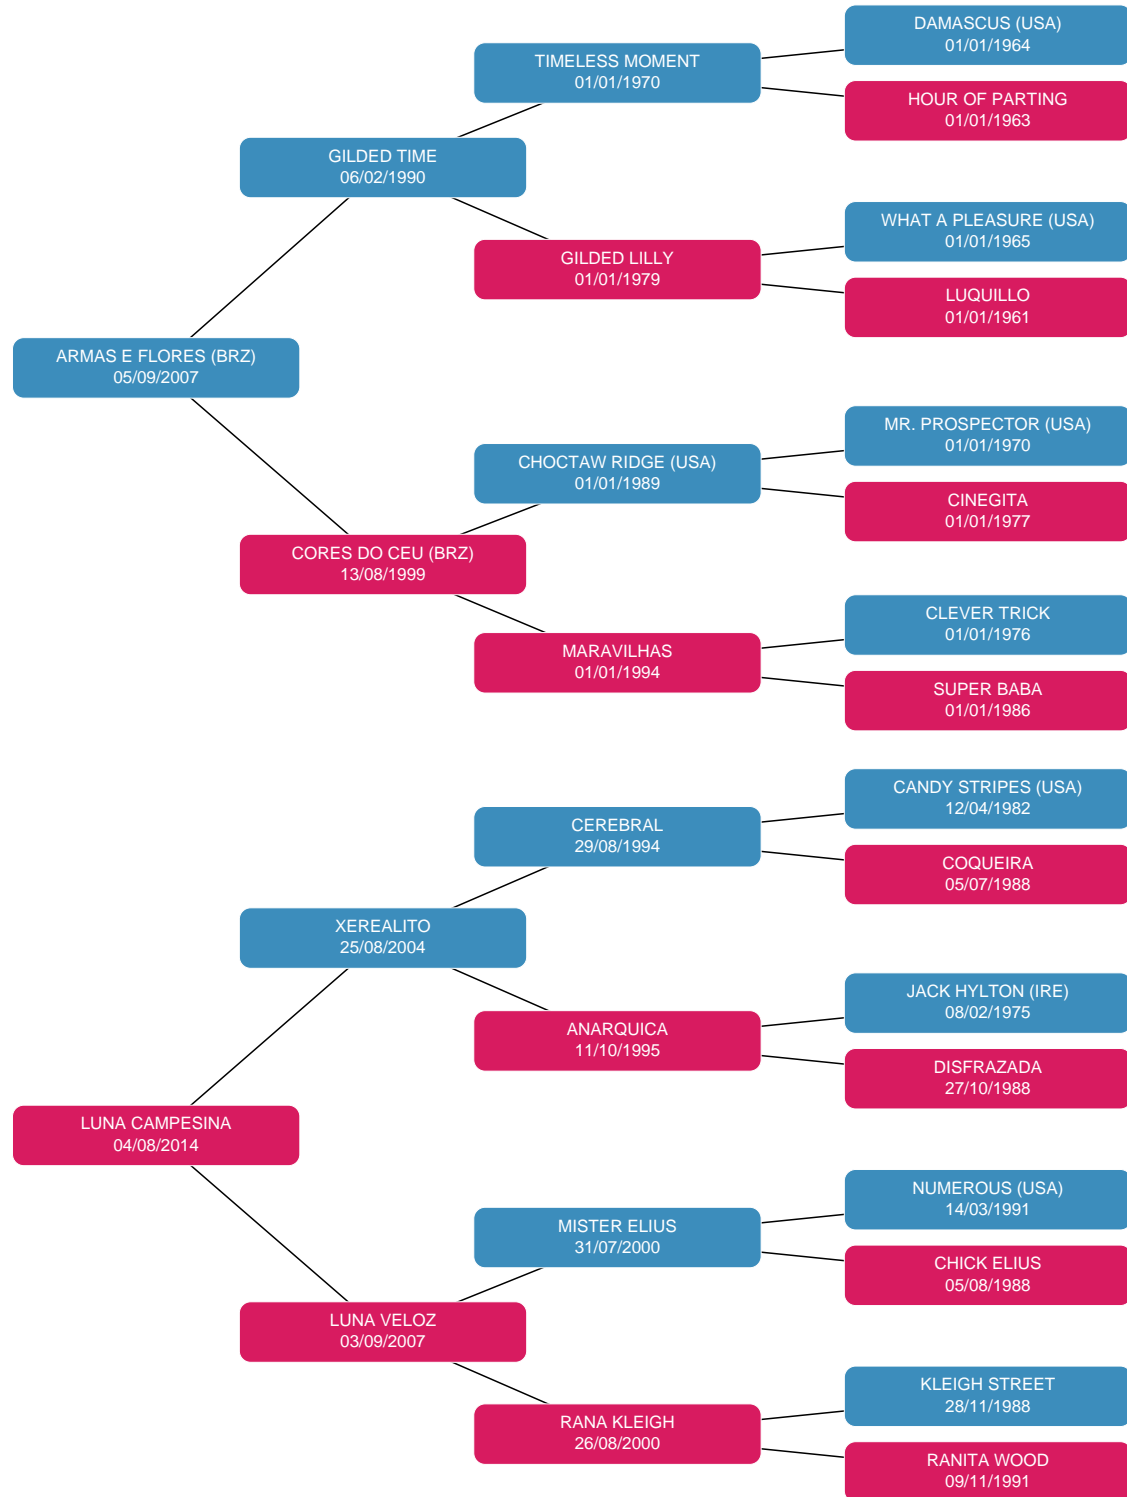 DAMASCUS (USA)
01/01/1964
TIMELESS MOMENT
01/01/1970
HOUR OF PARTING
01/01/1963
GILDED TIME
06/02/1990
WHAT A PLEASURE (USA)
01/01/1965
GILDED LILLY
01/01/1979
LUQUILLO
01/01/1961
ARMAS E FLORES (BRZ)
05/09/2007
MR. PROSPECTOR (USA)
01/01/1970
CHOCTAW RIDGE (USA)
01/01/1989
CINEGITA
01/01/1977
CORES DO CEU (BRZ)
13/08/1999
CLEVER TRICK
01/01/1976
MARAVILHAS
01/01/1994
SUPER BABA
01/01/1986
CANDY STRIPES (USA)
12/04/1982
CEREBRAL
29/08/1994
COQUEIRA
05/07/1988
XEREALITO
25/08/2004
JACK HYLTON (IRE)
08/02/1975
ANARQUICA
11/10/1995
DISFRAZADA
27/10/1988
LUNA CAMPESINA
04/08/2014
NUMEROUS (USA)
14/03/1991
MISTER ELIUS
31/07/2000
CHICK ELIUS
05/08/1988
LUNA VELOZ
03/09/2007
KLEIGH STREET
28/11/1988
RANA KLEIGH
26/08/2000
RANITA WOOD
09/11/1991